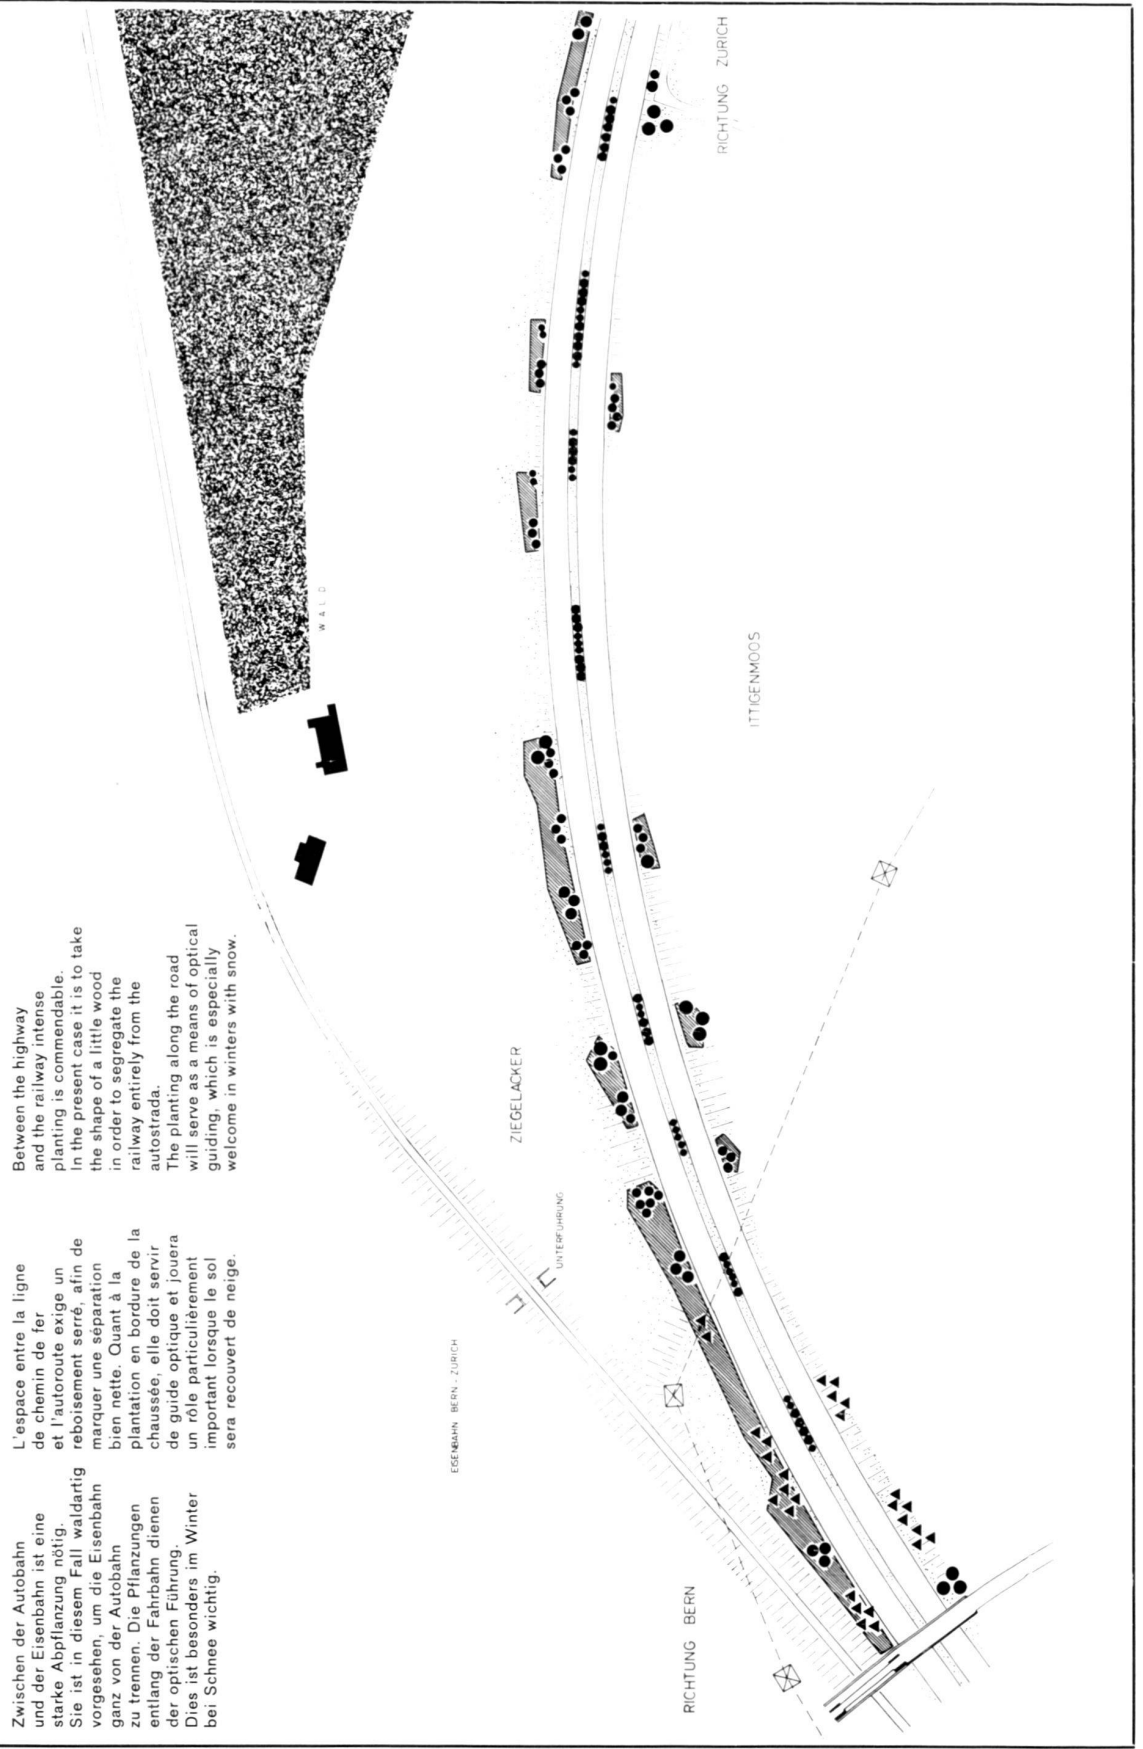 Zwischen der Autobahn
und der Eisenbahn ist eine
starke Abpflanzung nötig.
Sie ist in diesem Fall waldartig
vorgesehen, um die Eisenbahn
ganz von der Autobahn
zu trennen. Die Pflanzungen
entlang der Fahrbahn dienen
der optischen Führung.
Dies ist besonders im Winter
bei Schnee wichtig.
L'espace entre la ligne
de chemin de fer
et l'autoroute exige un
reboisement serré, afin de
marquer une séparation
bien nette. Quant à la
plantation en bordure de la
chaussée, elle doit servir
de guide optique et jouera
un rôle particulièrement
important lorsque le sol
sera recouvert de neige.
Between the highway
and the railway intense
planting is commendable.
In the present case it is to take
the shape of a little wood
in order to segregate the
railway entirely from the
autostrada.
The planting along the road
will serve as a means of optical
guiding, which is especially
welcome in winters with snow.
WALD
EISENBAHN BERN - ZURICH
UNTERFUHRUNG
ZIEGELACKER
RICHTUNG BERN
ITTIGENMOOS
RICHTUNG ZURICH